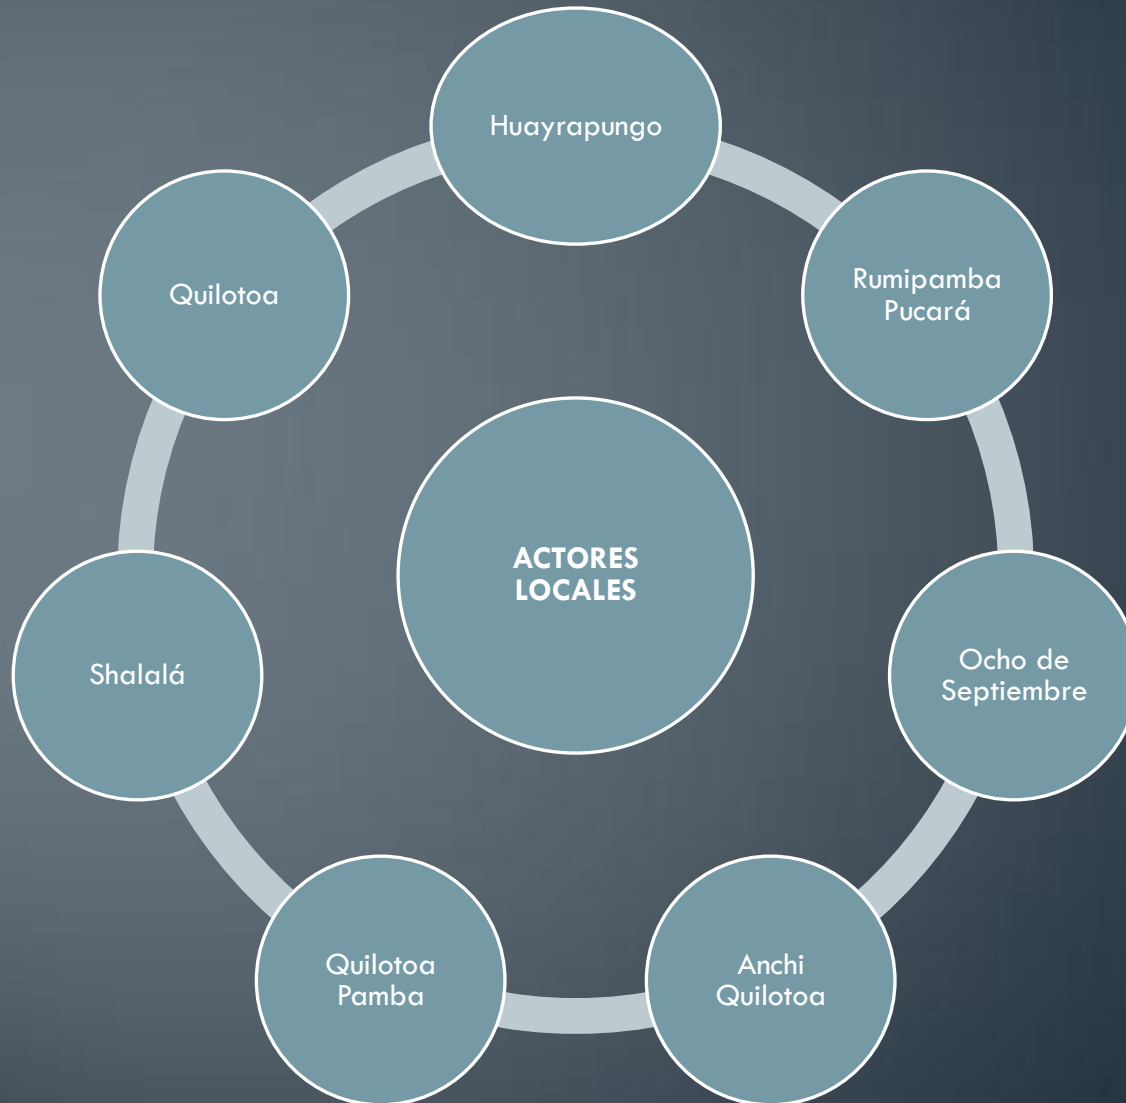 Huayrapungo
Rumipamba
Pucará
Ocho de
Septiembre
Anchi
Quilotoa
Quilotoa
Pamba
Shalalá
Quilotoa
ACTORES
LOCALES